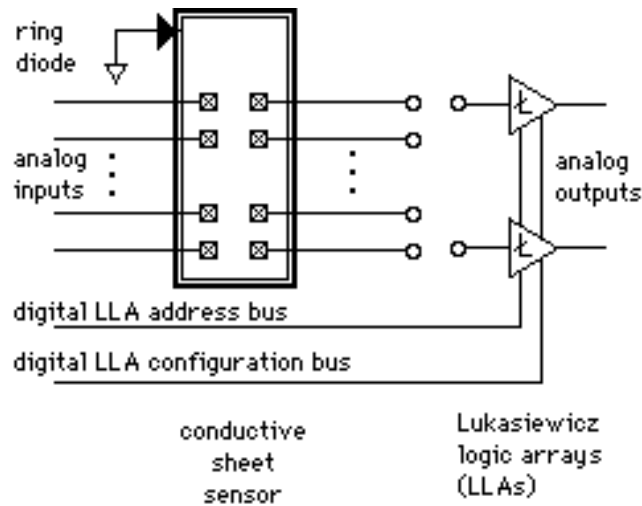 ring
diode
analog
inputs
analog
outputs
Ł
Ł
digital LLA address bus
digital LLA configuration bus
conductive
sheet
sensor
Lukasiewicz
logic arrays
(LLAs)